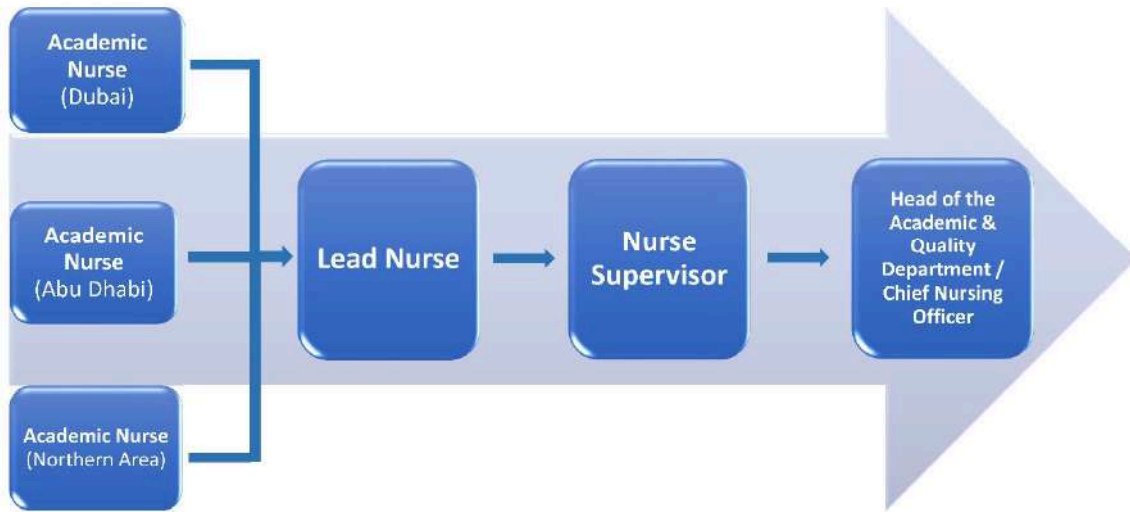 Academic
Nurse
(Dubai)
Academic
Nurse
(Abu Dhabi)
Academic Nurse
(Northern Area)
Lead Nurse
Nurse
Supervisor
Head of the
Academic &
Quality
Department /
Chief Nursing
Officer